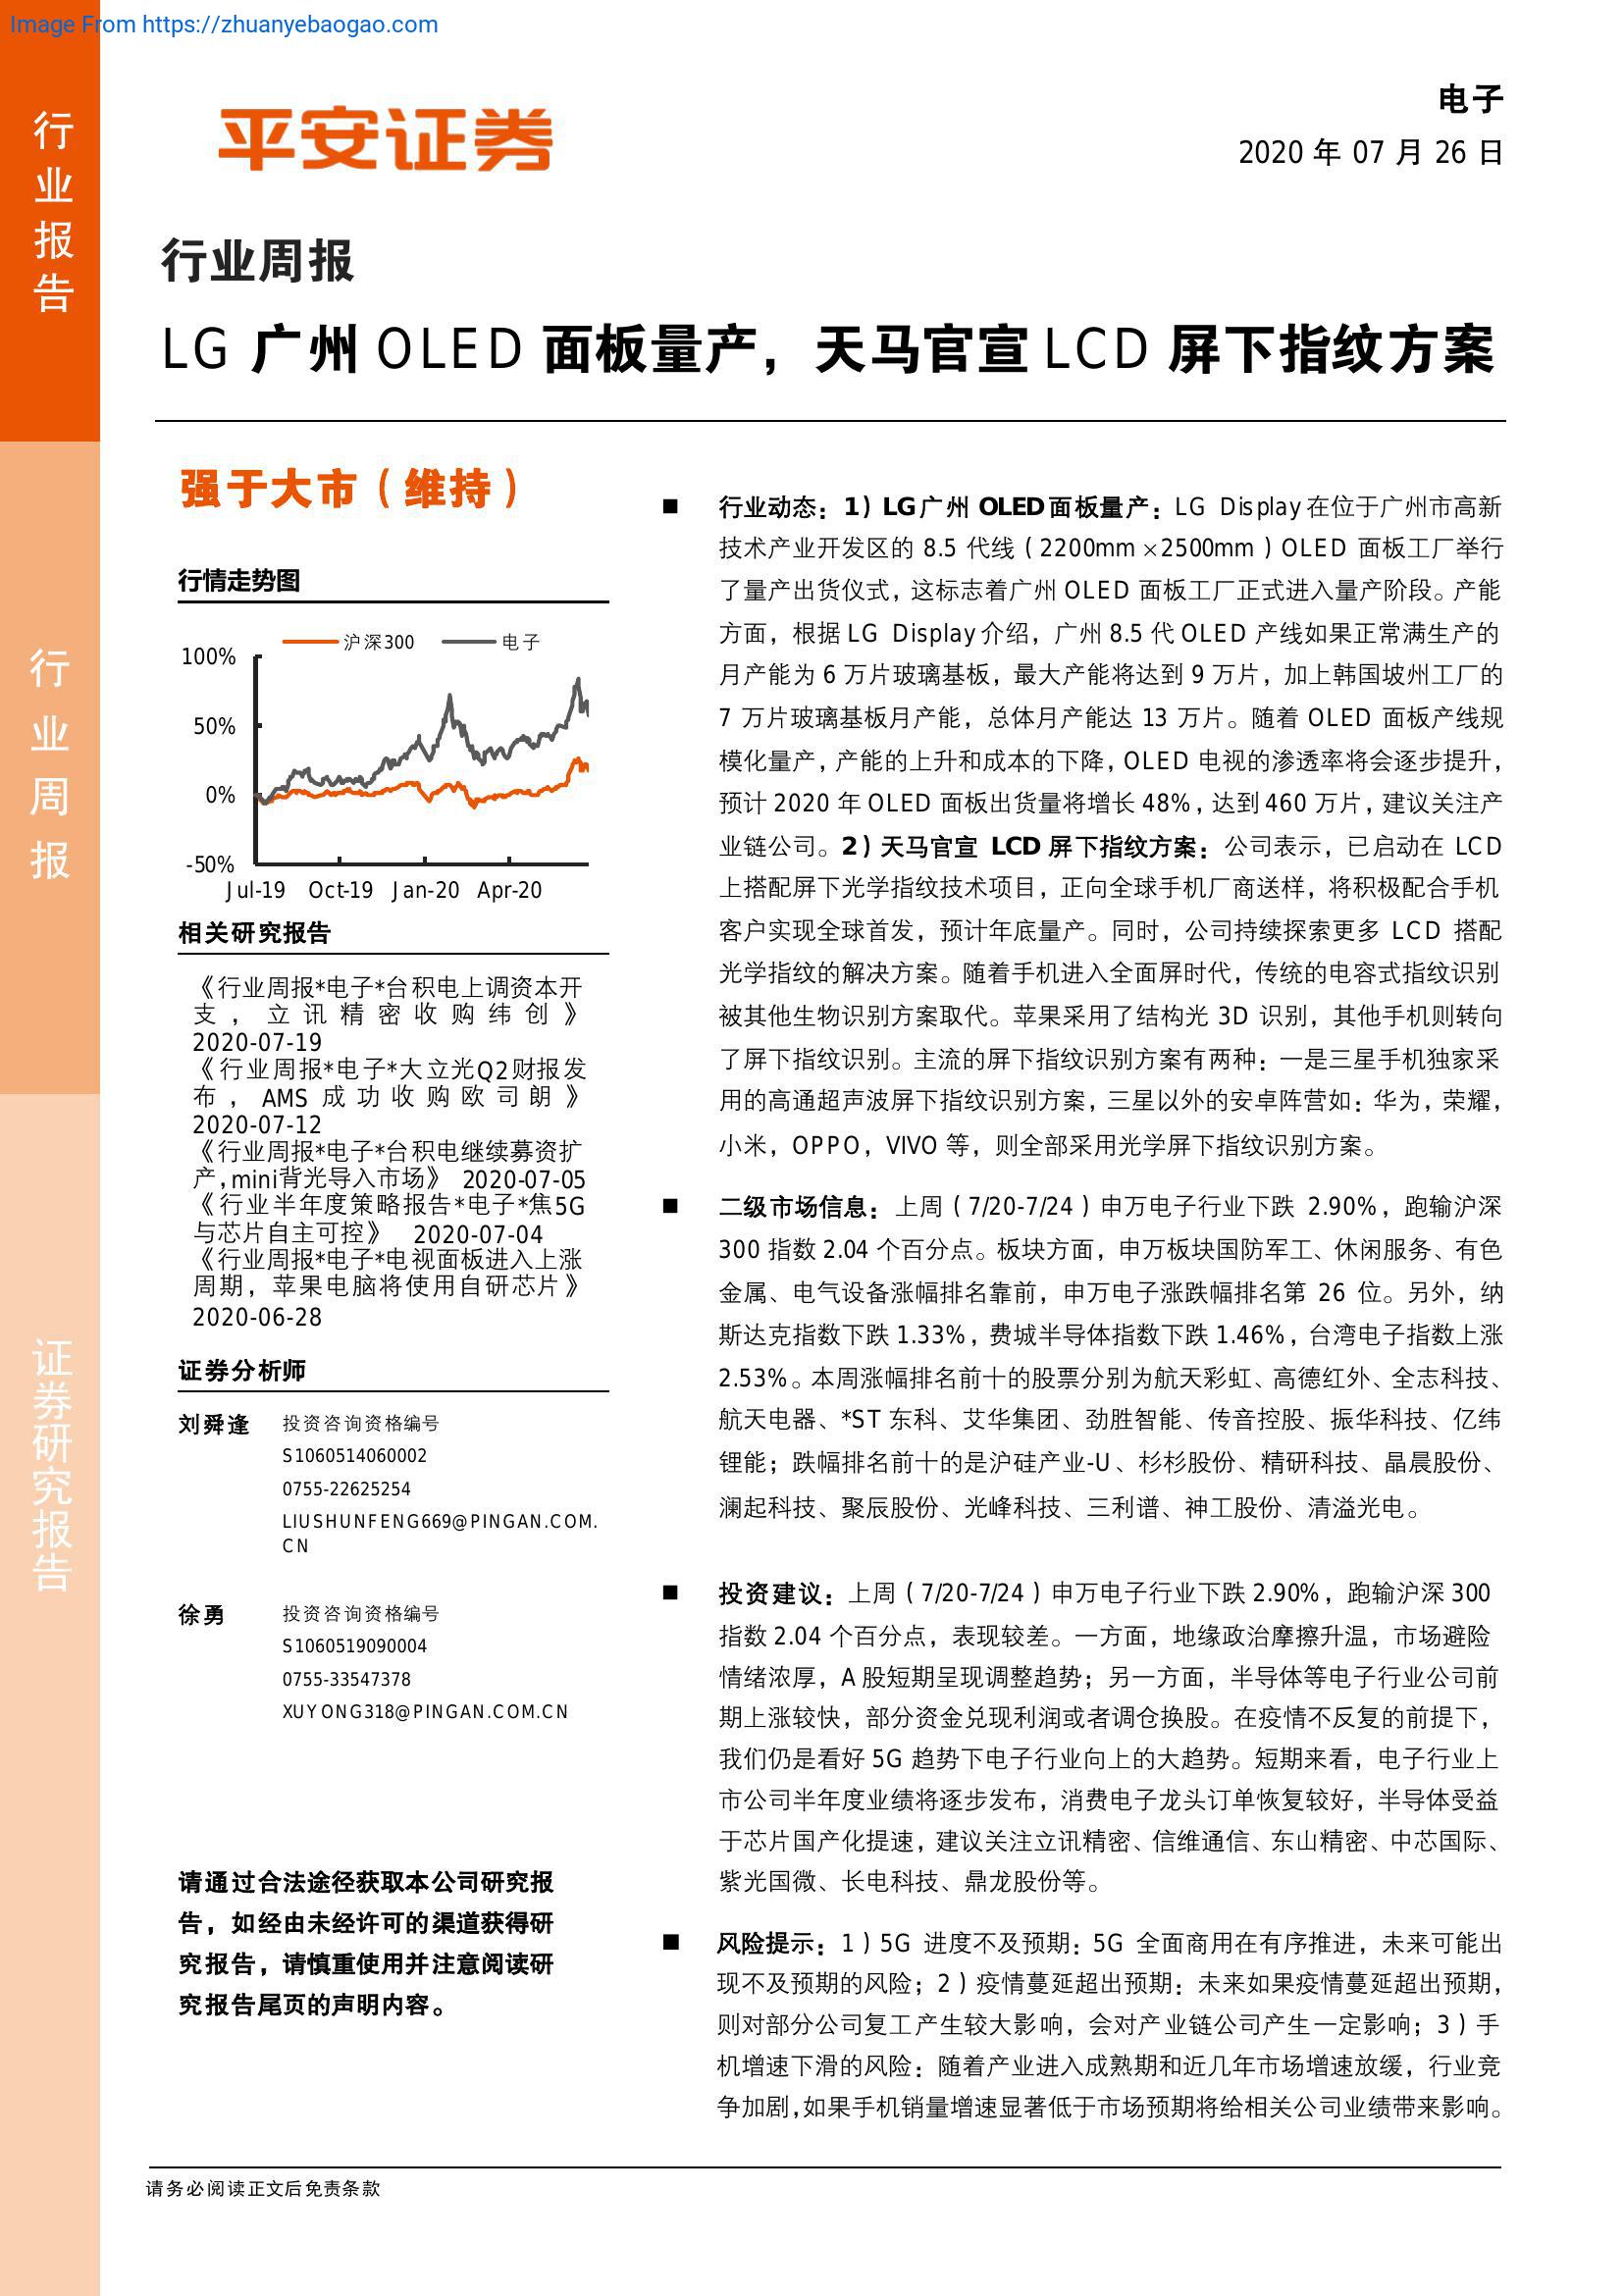 Image From https://zhuanyebaogao.com
行业报告
行业周报
证券研究报告
平安证券
电子
2020 年 07 月 26 日
行业周报
LG 广州 OLED 面板量产，天马官宣 LCD 屏下指纹方案
强于大市（维持）
行情走势图
沪深300 电子
100%
50%
0%
-50%
Jul-19 Oct-19 Jan-20 Apr-20
相关研究报告
《行业周报*电子*台积电上调资本开
支，立讯精密收购纬创》
2020-07-19
《行业周报*电子*大立光Q2财报发
布，AMS成功收购欧司朗》
2020-07-12
《行业周报*电子*台积电继续募资扩
产,mini背光导入市场》 2020-07-05
《行业半年度策略报告*电子*焦5G
与芯片自主可控》 2020-07-04
《行业周报*电子*电视面板进入上涨
周期，苹果电脑将使用自研芯片》
2020-06-28
证券分析师
刘舜逢 投资咨询资格编号
S1060514060002
0755-22625254
LIUSHUNFENG669@PINGAN.COM.
CN
徐勇 投资咨询资格编号
S1060519090004
0755-33547378
XUYONG318@PINGAN.COM.CN
请通过合法途径获取本公司研究报
告，如经由未经许可的渠道获得研
究报告，请慎重使用并注意阅读研
究报告尾页的声明内容。
■ 行业动态：1）LG广州 OLED面板量产：LG Display在位于广州市高新
技术产业开发区的 8.5 代线（2200mm×2500mm）OLED 面板工厂举行
了量产出货仪式，这标志着广州 OLED 面板工厂正式进入量产阶段。产能
方面，根据 LG Display介绍，广州 8.5 代 OLED 产线如果正常满生产的
月产能为 6 万片玻璃基板，最大产能将达到 9 万片，加上韩国坡州工厂的
7 万片玻璃基板月产能，总体月产能达 13 万片。随着 OLED 面板产线规
模化量产，产能的上升和成本的下降，OLED 电视的渗透率将会逐步提升，
预计 2020 年 OLED 面板出货量将增长 48%，达到 460 万片，建议关注产
业链公司。2）天马官宣 LCD 屏下指纹方案：公司表示，已启动在 LCD
上搭配屏下光学指纹技术项目，正向全球手机厂商送样，将积极配合手机
客户实现全球首发，预计年底量产。同时，公司持续探索更多 LCD 搭配
光学指纹的解决方案。随着手机进入全面屏时代，传统的电容式指纹识别
被其他生物识别方案取代。苹果采用了结构光 3D 识别，其他手机则转向
了屏下指纹识别。主流的屏下指纹识别方案有两种：一是三星手机独家采
用的高通超声波屏下指纹识别方案，三星以外的安卓阵营如：华为，荣耀，
小米，OPPO，VIVO 等，则全部采用光学屏下指纹识别方案。
■ 二级市场信息：上周（7/20-7/24）申万电子行业下跌 2.90%，跑输沪深
300 指数 2.04 个百分点。板块方面，申万板块国防军工、休闲服务、有色
金属、电气设备涨幅排名靠前，申万电子涨跌幅排名第 26 位。另外，纳
斯达克指数下跌 1.33%，费城半导体指数下跌 1.46%，台湾电子指数上涨
2.53%。本周涨幅排名前十的股票分别为航天彩虹、高德红外、全志科技、
航天电器、*ST 东科、艾华集团、劲胜智能、传音控股、振华科技、亿纬
锂能；跌幅排名前十的是沪硅产业-U、杉杉股份、精研科技、晶晨股份、
澜起科技、聚辰股份、光峰科技、三利谱、神工股份、清溢光电。
■ 投资建议：上周（7/20-7/24）申万电子行业下跌 2.90%，跑输沪深 300
指数 2.04 个百分点，表现较差。一方面，地缘政治摩擦升温，市场避险
情绪浓厚，A 股短期呈现调整趋势；另一方面，半导体等电子行业公司前
期上涨较快，部分资金兑现利润或者调仓换股。在疫情不反复的前提下，
我们仍是看好 5G 趋势下电子行业向上的大趋势。短期来看，电子行业上
市公司半年度业绩将逐步发布，消费电子龙头订单恢复较好，半导体受益
于芯片国产化提速，建议关注立讯精密、信维通信、东山精密、中芯国际、
紫光国微、长电科技、鼎龙股份等。
■ 风险提示：1）5G 进度不及预期：5G 全面商用在有序推进，未来可能出
现不及预期的风险；2）疫情蔓延超出预期：未来如果疫情蔓延超出预期，
则对部分公司复工产生较大影响，会对产业链公司产生一定影响；3）手
机增速下滑的风险：随着产业进入成熟期和近几年市场增速放缓，行业竞
争加剧，如果手机销量增速显著低于市场预期将给相关公司业绩带来影响。
请务必阅读正文后免责条款